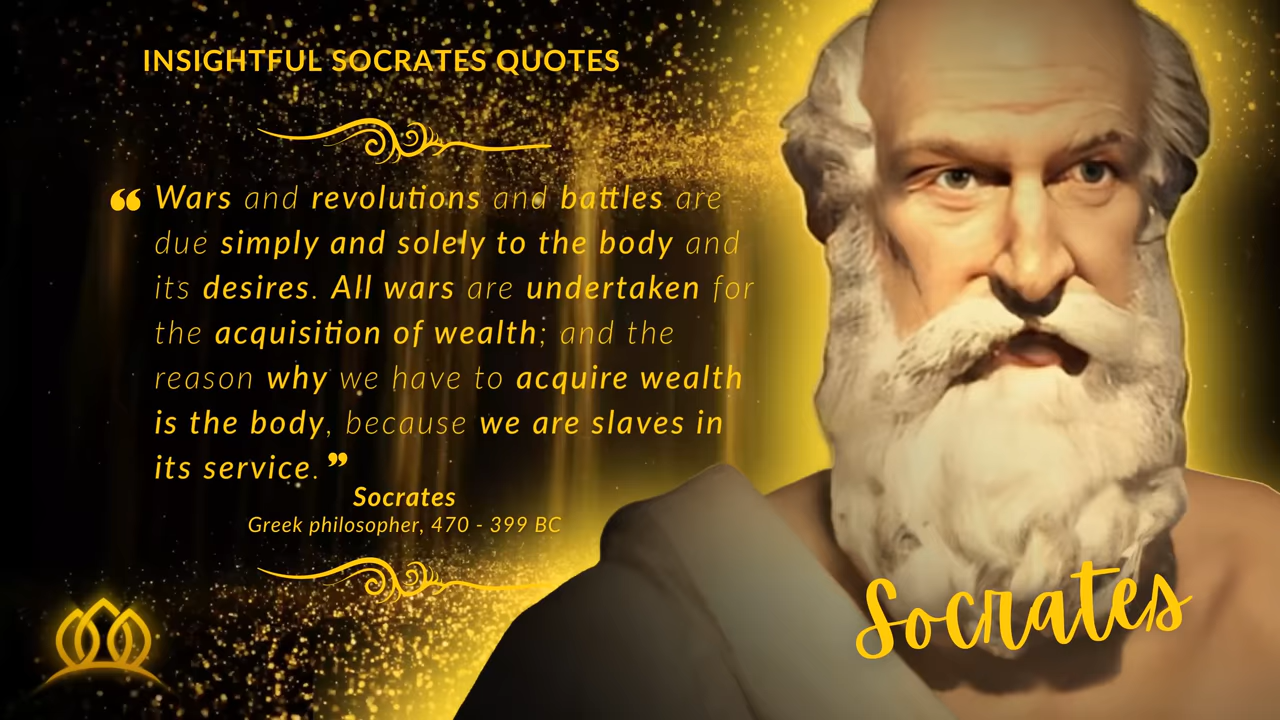 INSIGHTFUL SOCRATES QUOTES
❝ Wars and revolutions and battles are
due simply and solely to the body and
its desires. All wars are undertaken for
the acquisition of wealth; and the
reason why we have to acquire wealth
is the body, because we are slaves in
its service. ❞
Socrates
Greek philosopher, 470 - 399 BC
Socrates